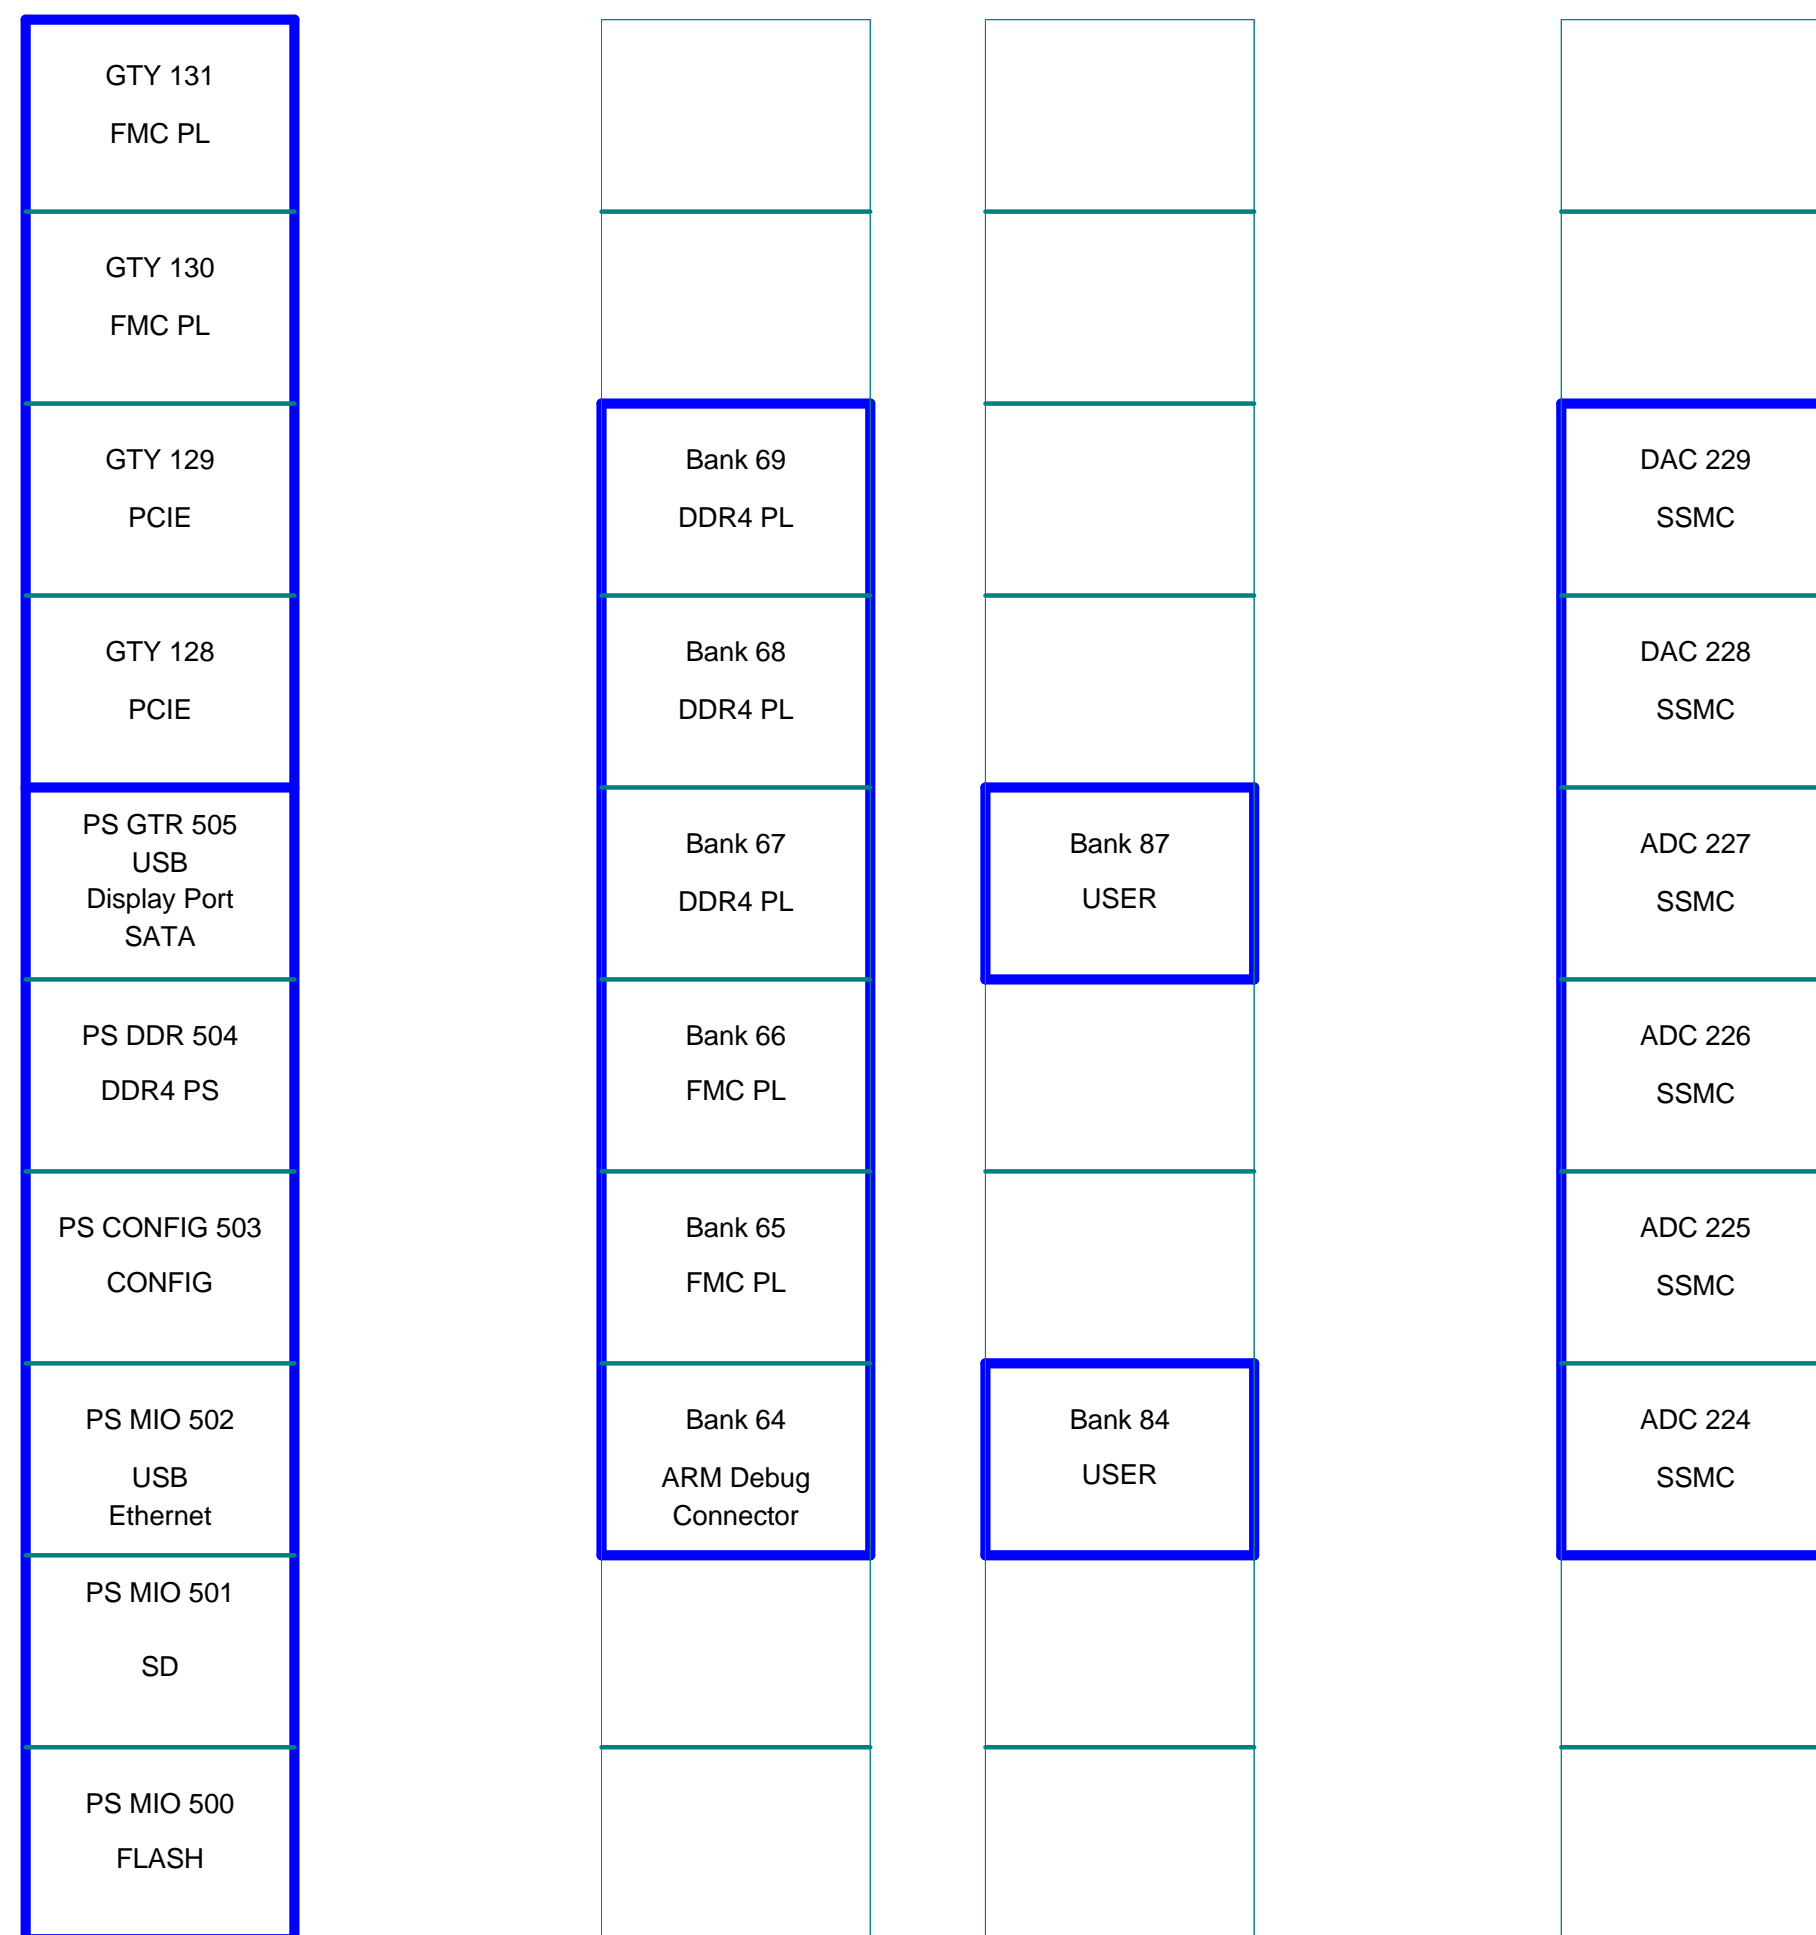 GTY 131
FMC PL
GTY 130
FMC PL
GTY 129
PCIE
GTY 128
PCIE
PS GTR 505
USB
Display Port
SATA
PS DDR 504
DDR4 PS
PS CONFIG 503
CONFIG
PS MIO 502
USB
Ethernet
PS MIO 501
SD
PS MIO 500
FLASH
Bank 69
DDR4 PL
Bank 68
DDR4 PL
Bank 67
DDR4 PL
Bank 66
FMC PL
Bank 65
FMC PL
Bank 64
ARM Debug
Connector
Bank 87
USER
Bank 84
USER
DAC 229
SSMC
DAC 228
SSMC
ADC 227
SSMC
ADC 226
SSMC
ADC 225
SSMC
ADC 224
SSMC